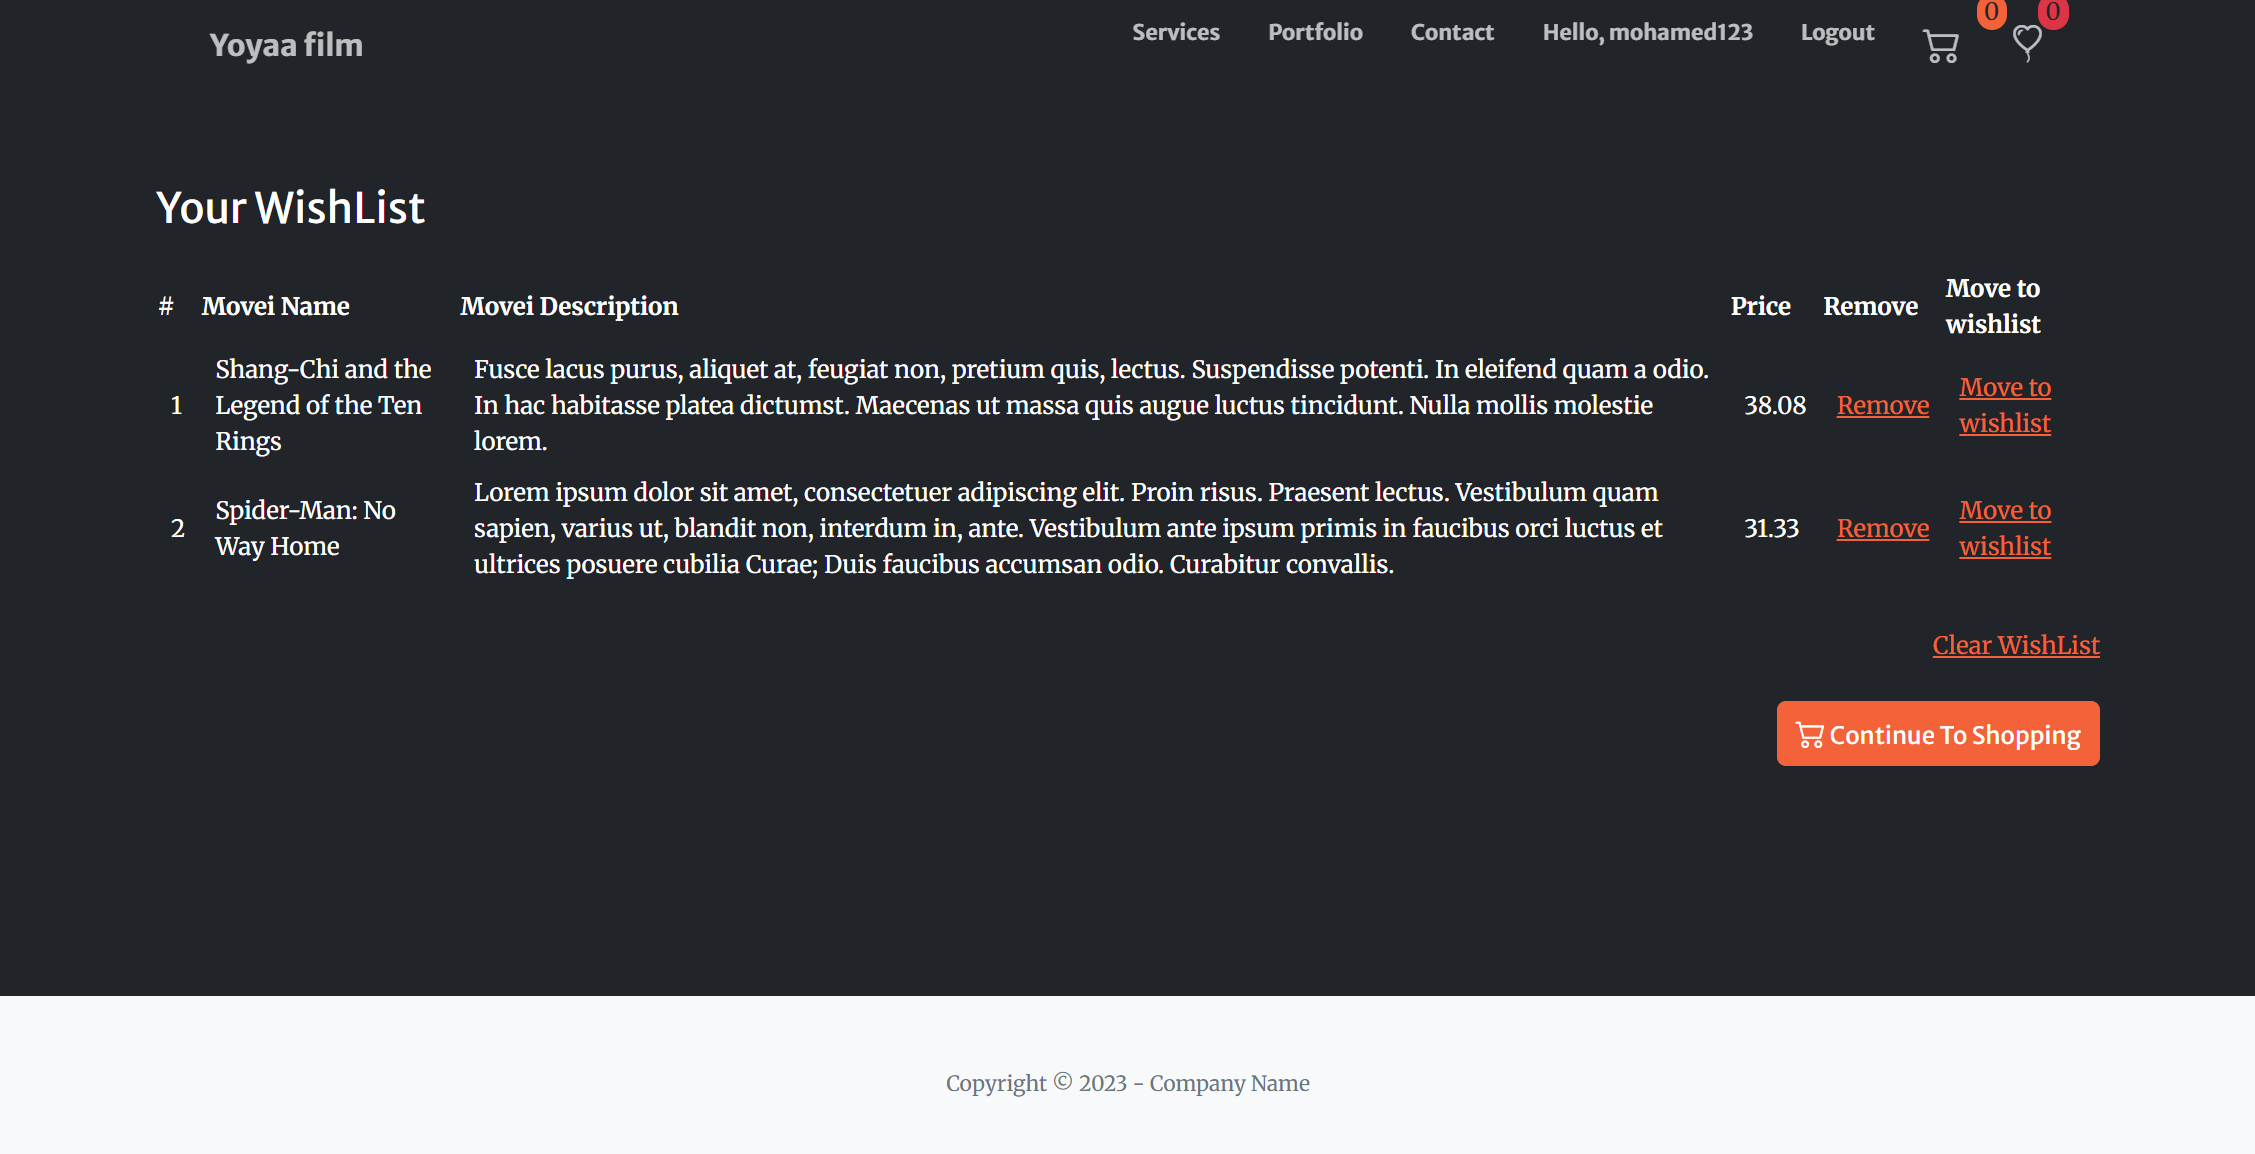 Yoyaa film
Services Portfolio Contact Hello, mohamed123 Logout 0 0
Your WishList
# Movei Name Movei Description Price Remove Move to
wishlist
Shang-Chi and the
Legend of the Ten
Rings
1
Fusce lacus purus, aliquet at, feugiat non, pretium quis, lectus. Suspendisse potenti. In eleifend quam a odio.
In hac habitasse platea dictumst. Maecenas ut massa quis augue luctus tincidunt. Nulla mollis molestie
lorem.
38.08
Remove
Move to
wishlist
2
Spider-Man: No
Way Home
Lorem ipsum dolor sit amet, consectetuer adipiscing elit. Proin risus. Praesent lectus. Vestibulum quam
sapien, varius ut, blandit non, interdum in, ante. Vestibulum ante ipsum primis in faucibus orci luctus et
ultrices posuere cubilia Curae; Duis faucibus accumsan odio. Curabitur convallis.
31.33
Remove
Move to
wishlist
Clear WishList
Continue To Shopping
Copyright © 2023 - Company Name